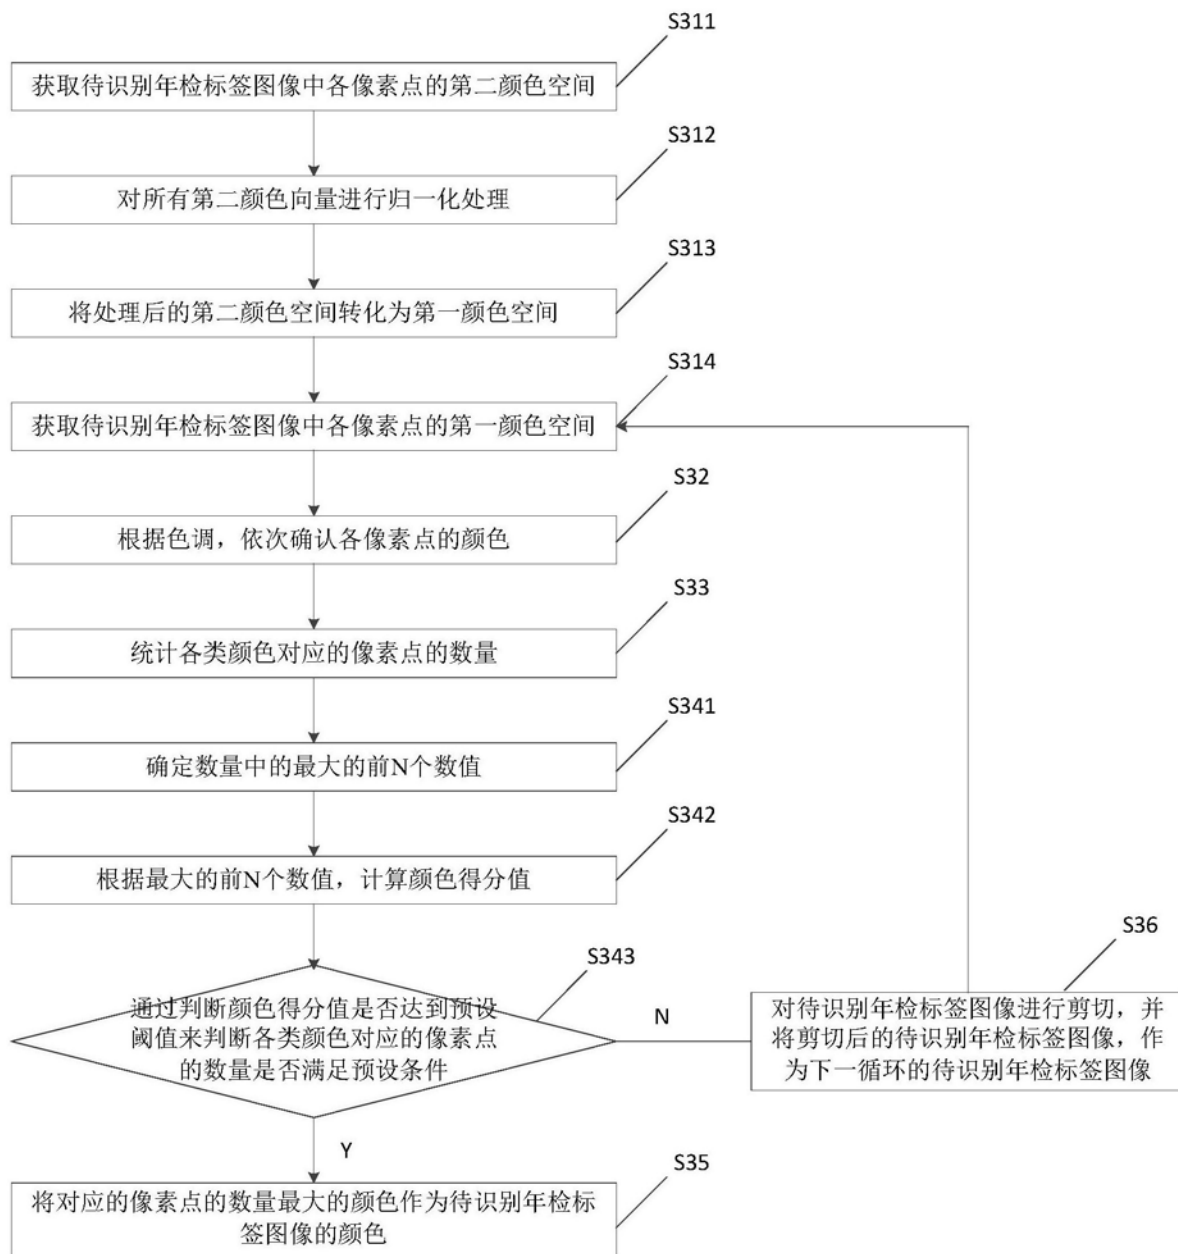 S311
获取待识别年检标签图像中各像素点的第二颜色空间
S312
对所有第二颜色向量进行归一化处理
S313
将处理后的第二颜色空间转化为第一颜色空间
S314
获取待识别年检标签图像中各像素点的第一颜色空间
S32
根据色调，依次确认各像素点的颜色
S33
统计各类颜色对应的像素点的数量
S341
确定数量中的最大的前N个数值
S342
根据最大的前N个数值，计算颜色得分值
S343
通过判断颜色得分值是否达到预设
阈值来判断各类颜色对应的像素点
的数量是否满足预设条件
N
S36
对待识别年检标签图像进行剪切，并
将剪切后的待识别年检标签图像，作
为下一循环的待识别年检标签图像
Y
S35
将对应的像素点的数量最大的颜色作为待识别年检标
签图像的颜色